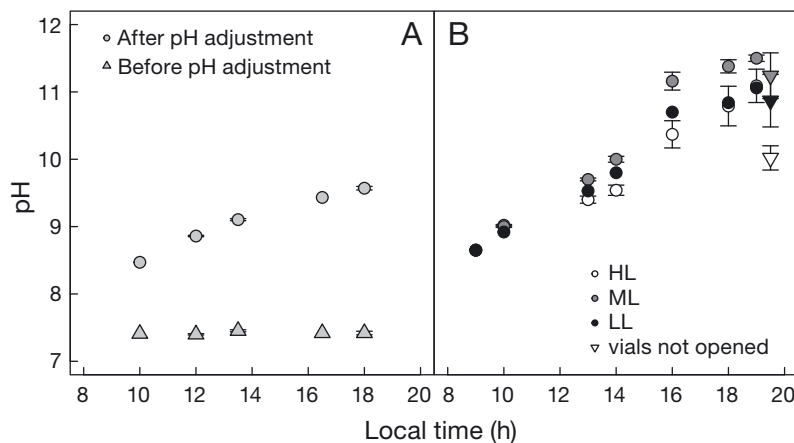 12
11
10
9
8
7
pH
After pH adjustment
Before pH adjustment
A
B
HL
ML
LL
vials not opened
8 10 12 14 16 18 20
8 10 12 14 16 18 20
Local time (h)